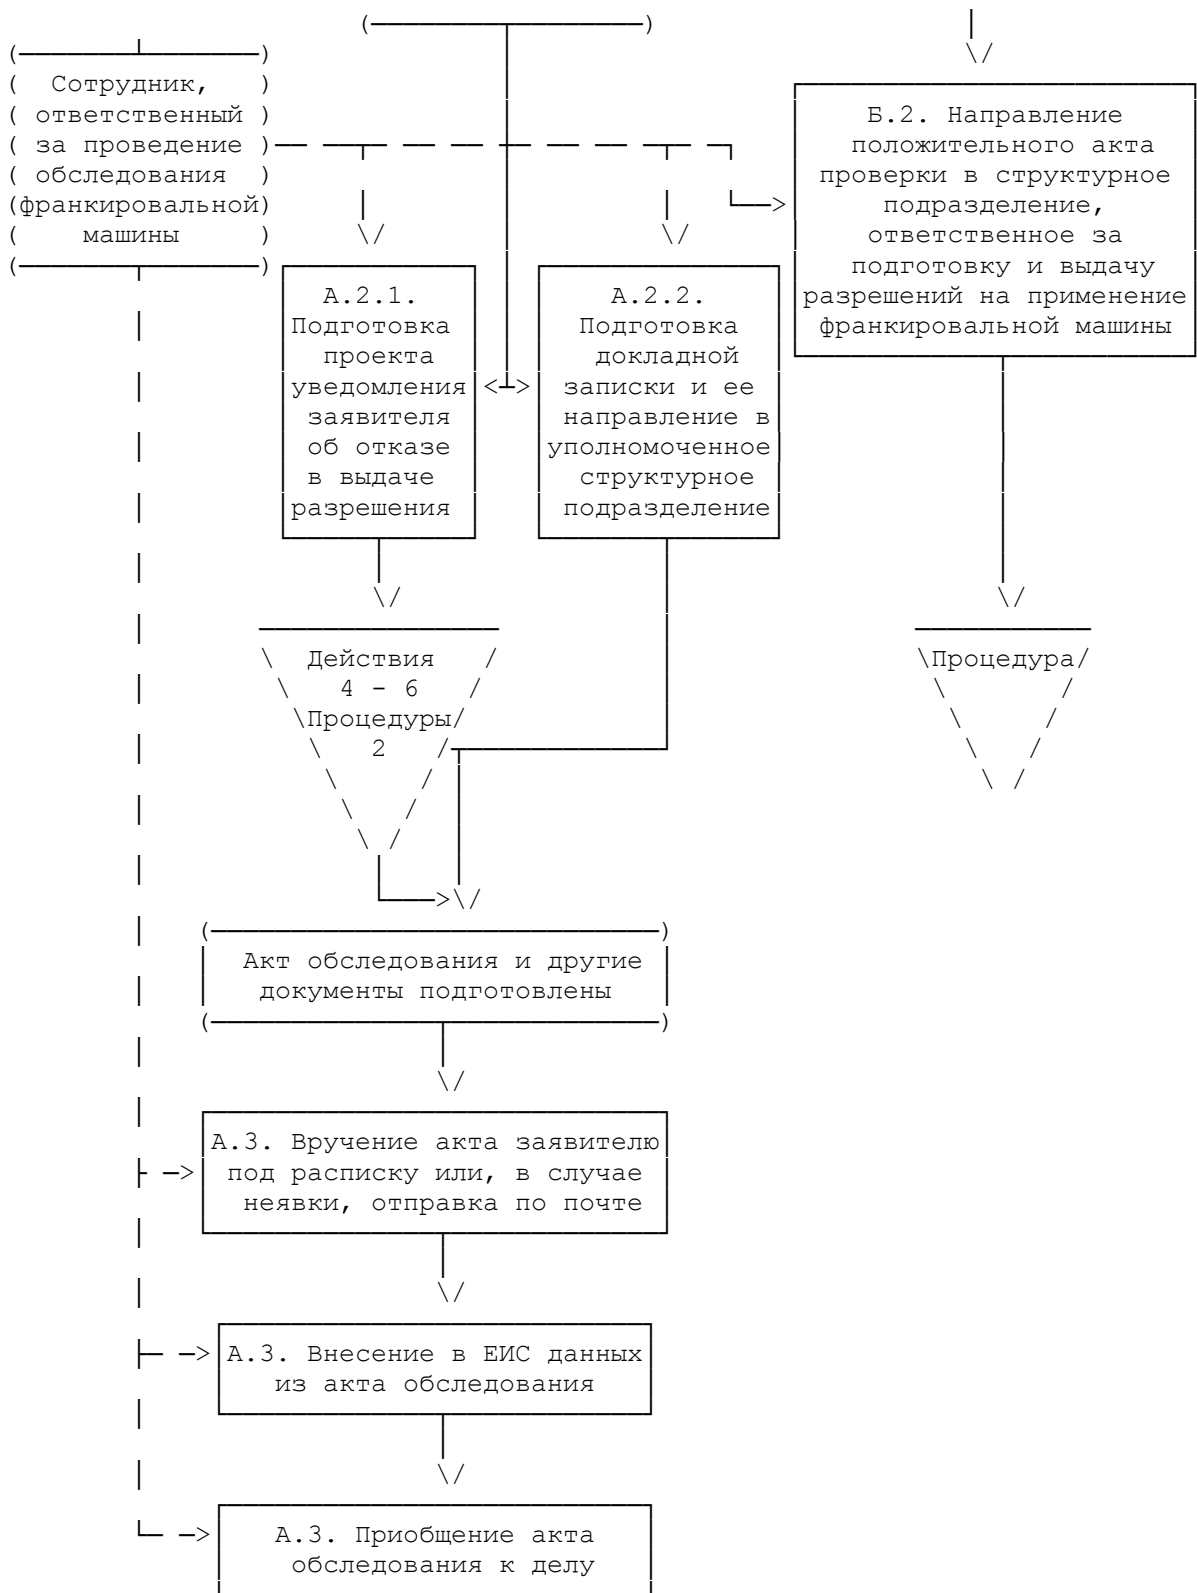 Сотрудник,
ответственный
за проведение
обследования
франкировальной
машины
Б.2. Направление
положительного акта
проверки в структурное
подразделение,
ответственное за
подготовку и выдачу
разрешений на применение
франкировальной машины
А.2.1.
Подготовка
проекта
уведомления
заявителя
об отказе
в выдаче
разрешения
А.2.2.
Подготовка
докладной
записки и ее
направление в
уполномоченное
структурное
подразделение
Действия
4 - 6
Процедуры
2
Процедура
Акт обследования и другие
документы подготовлены
А.3. Вручение акта заявителю
под расписку или, в случае
неявки, отправка по почте
А.3. Внесение в ЕИС данных
из акта обследования
А.3. Приобщение акта
обследования к делу